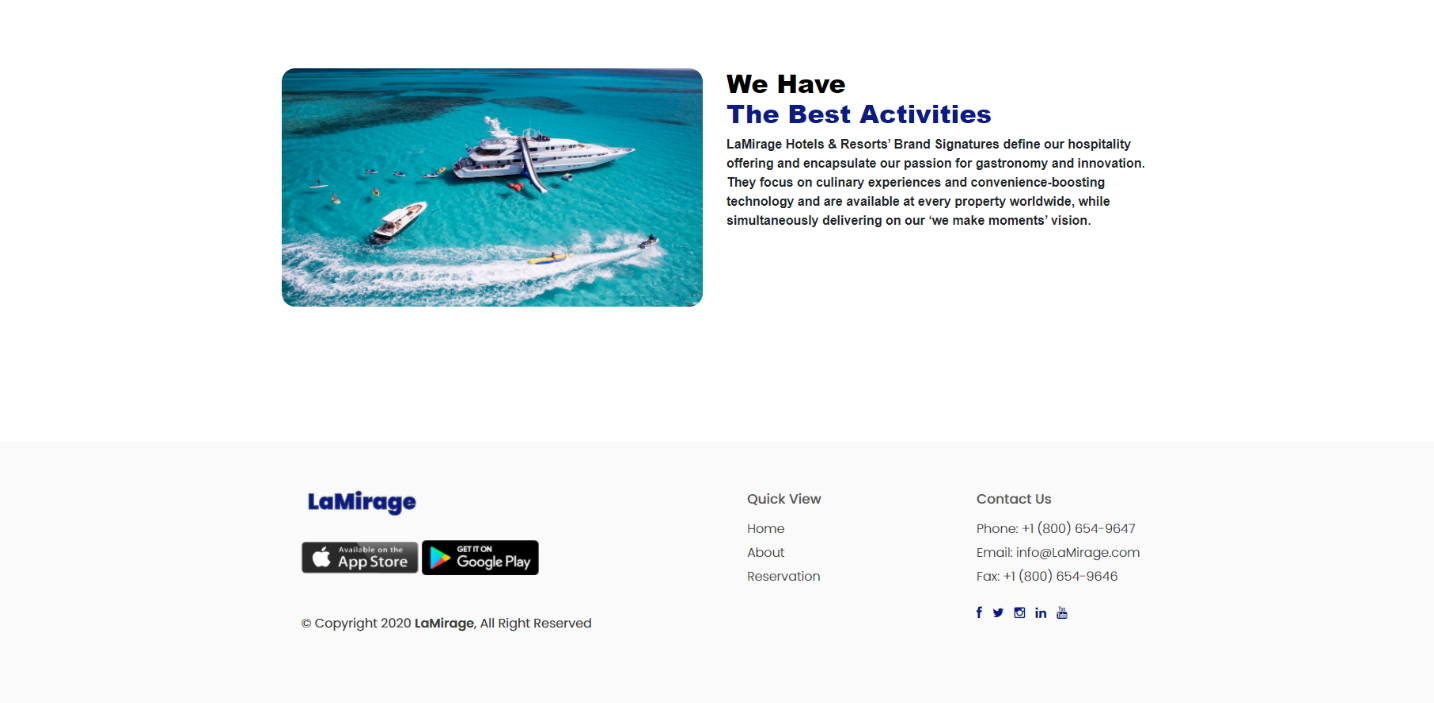 We Have
The Best Activities
LaMirage Hotels & Resorts’ Brand Signatures define our hospitality
offering and encapsulate our passion for gastronomy and innovation.
They focus on culinary experiences and convenience-boosting
technology and are available at every property worldwide, while
simultaneously delivering on our ‘we make moments’ vision.
LaMirage
Available on the
App Store
GET IT ON
Google Play
© Copyright 2020 LaMirage, All Right Reserved
Quick View
Home
About
Reservation
Contact Us
Phone: +1 (800) 654-9647
Email: info@LaMirage.com
Fax: +1 (800) 654-9646